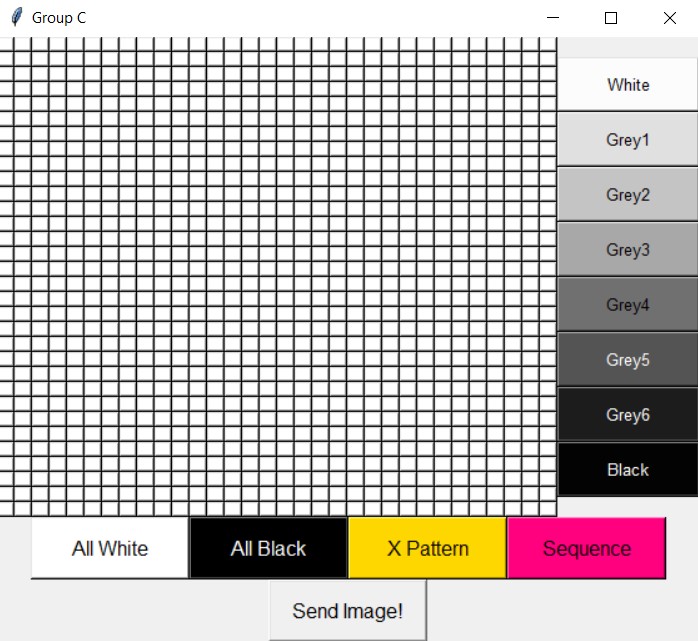 Group C
White
Grey1
Grey2
Grey3
Grey4
Grey5
Grey6
Black
All White All Black X Pattern Sequence
Send Image!